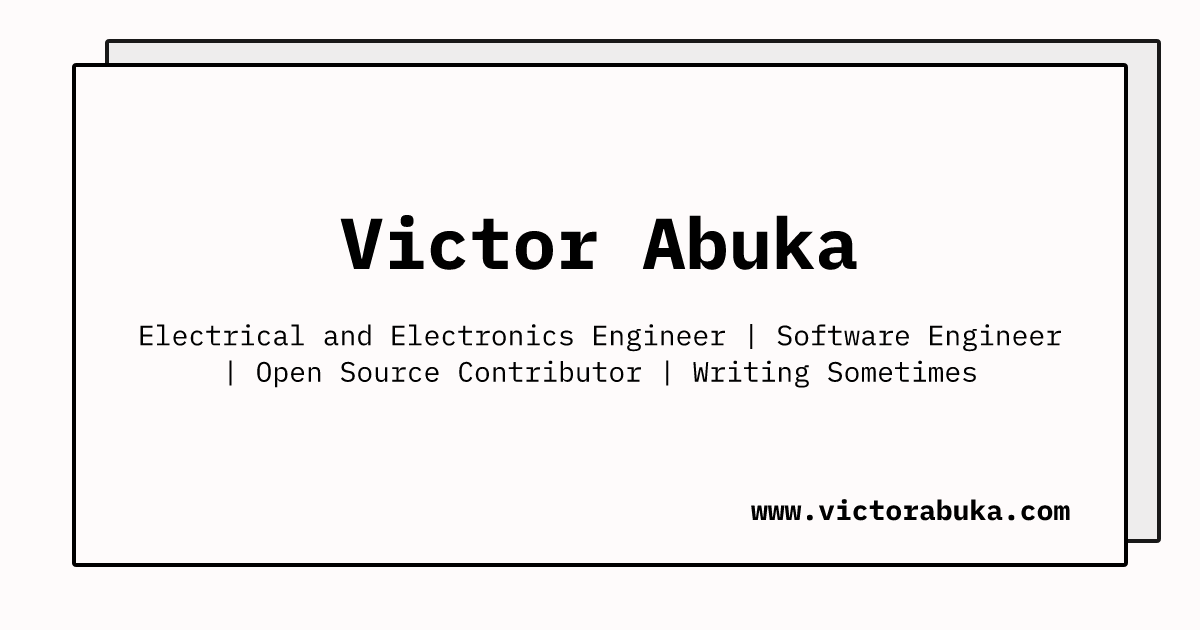 Victor Abuka
Electrical and Electronics Engineer | Software Engineer
| Open Source Contributor | Writing Sometimes
www.victorabuka.com